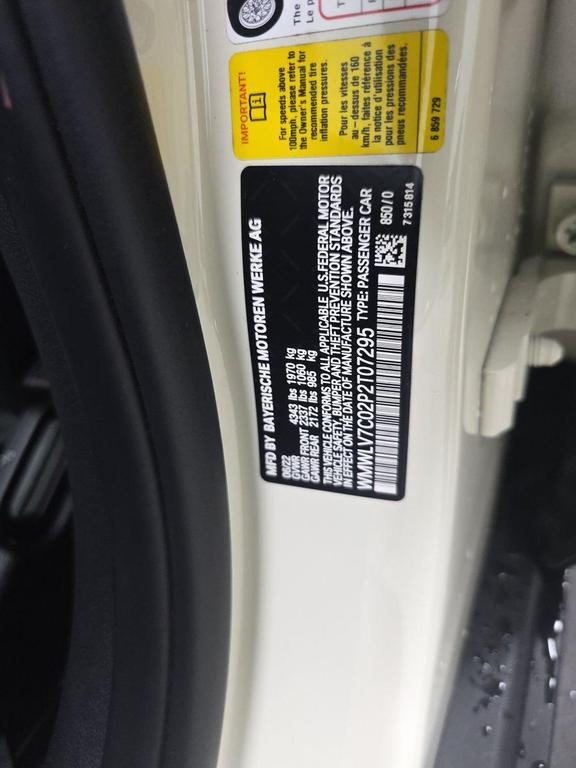 The
Le p
IMPORTANT!
For speeds above
100mph, please refer to
the Owner's Manual for
recommended tire
inflation pressures.
Pour les vitesses
au-dessus de 160
km/h, faites référence à
la notice d'utilisation
pour les pressions des
pneus recommandées.
6 859 729
MFD BY BAYERISCHE MOTOREN WERKE AG
06/22
GVWR 4343 lbs 1970 kg
GAWR FRONT 2337 lbs 1060 kg
GAWR REAR 2172 lbs 985 kg
THIS VEHICLE CONFORMS TO ALL APPLICABLE U.S.FEDERAL MOTOR
VEHICLE SAFETY, BUMPER AND THEFT PREVENTION STANDARDS
IN EFFECT ON THE DATE OF MANUFACTURE SHOWN ABOVE.
WMWLV7C02P2T07295 TYPE: PASSENGER CAR
850/0
7 315 814